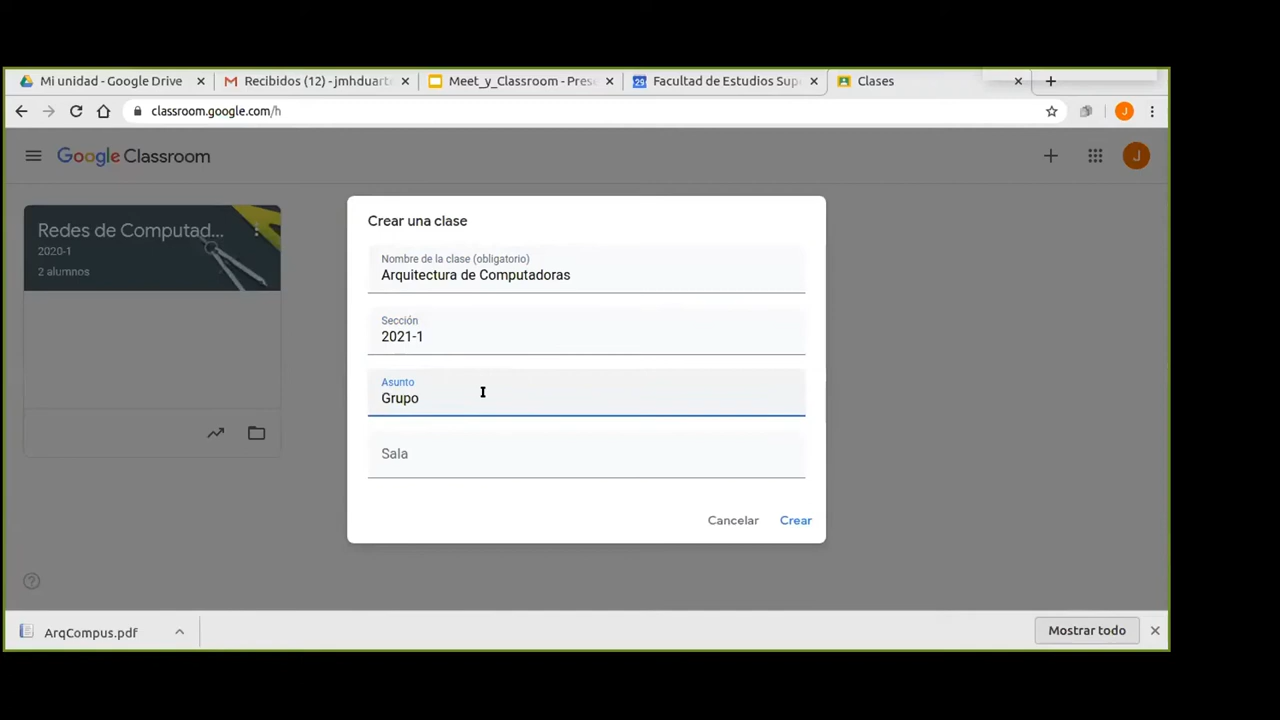 Mi unidad - Google Drive
Recibidos (12) - jmhduarte
Meet_y_Classroom - Prese
Facultad de Estudios Supe
Clases
classroom.google.com/h
J
Google Classroom
J
Redes de Computad...
2020-1
2 alumnos
Crear una clase
Nombre de la clase (obligatorio)
Arquitectura de Computadoras
Sección
2021-1
Asunto
Grupo
Sala
Cancelar
Crear
ArqCompus.pdf
Mostrar todo